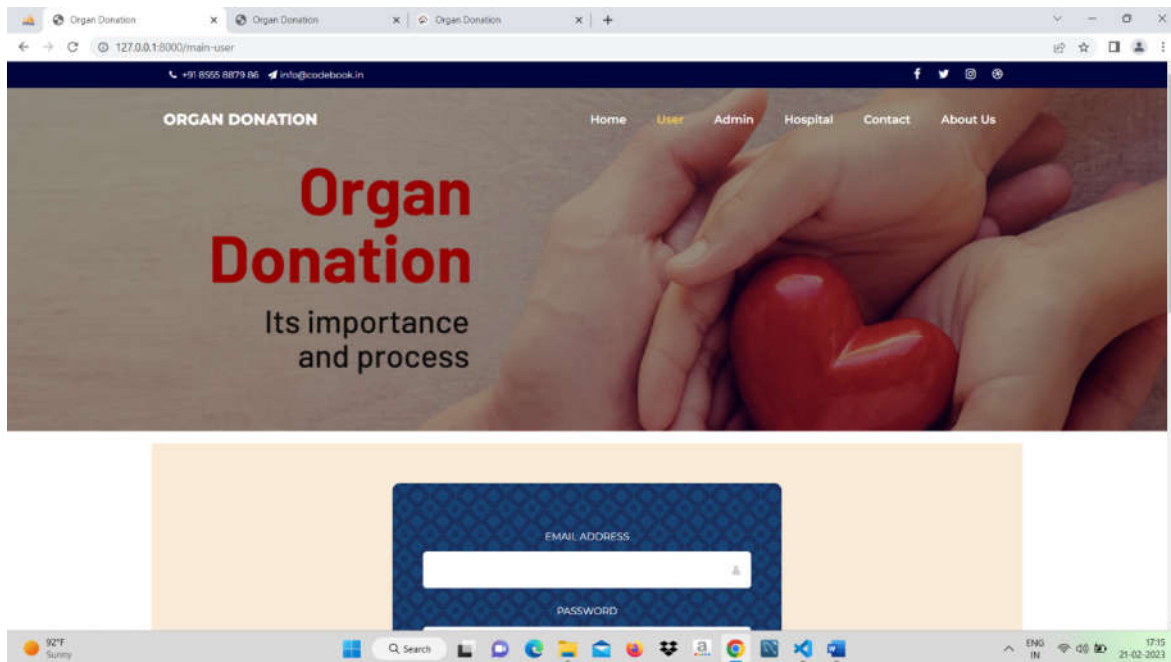 Organ Donation
Organ Donation
Organ Donation
127.0.0.1:8000/main-user
+91 8555 8879 86 info@codebook.in
ORGAN DONATION
Home User Admin Hospital Contact About Us
Organ
Donation
Its importance
and process
EMAIL ADDRESS
PASSWORD
92°F
Sunny
Search
ENG
IN
17:15
21-02-2023